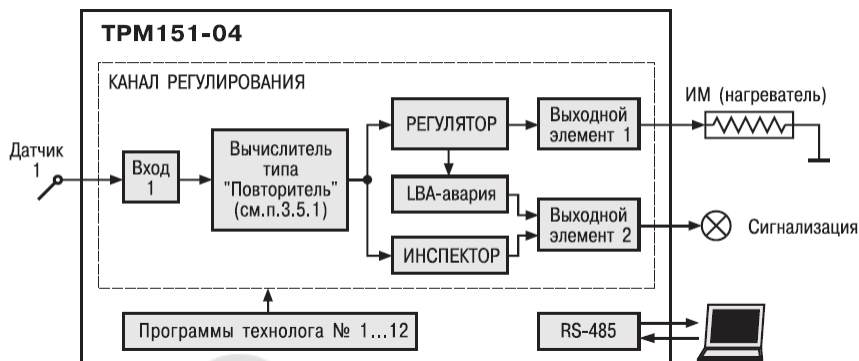 ТРМ151-04
КАНАЛ РЕГУЛИРОВАНИЯ
Датчик
1
Вход
1
Вычислитель
типа
"Повторитель"
(см.п.3.5.1)
РЕГУЛЯТОР
LBA-авария
ИНСПЕКТОР
Выходной
элемент 1
Выходной
элемент 2
ИМ (нагреватель)
Сигнализация
Программы технолога № 1...12
RS-485